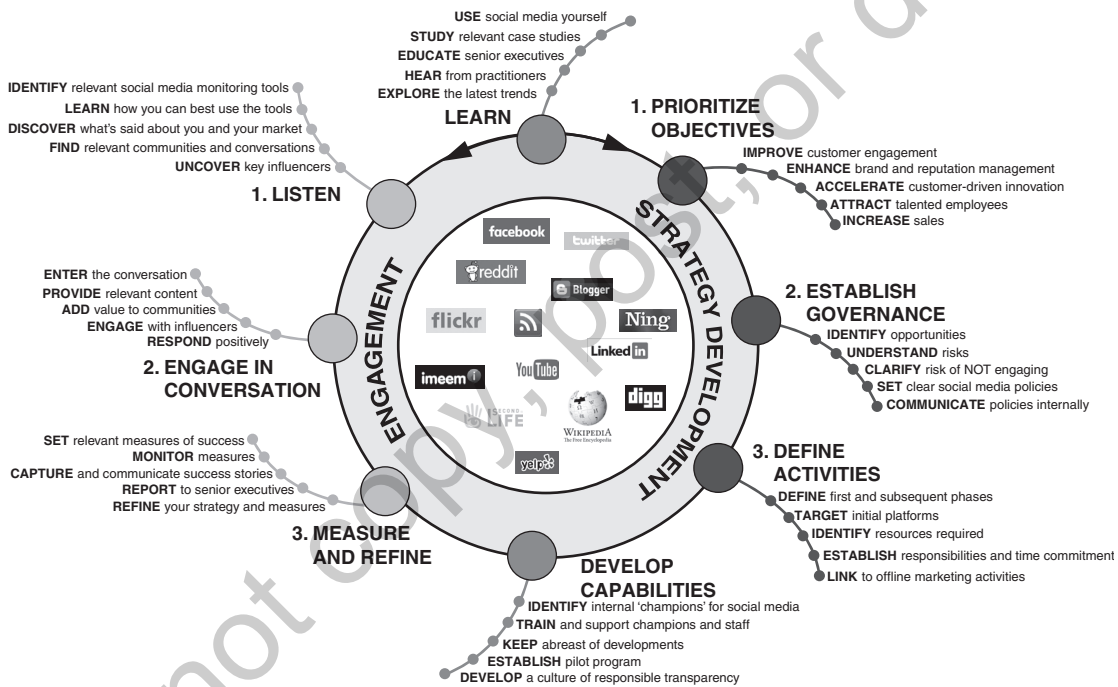 USE social media yourself
STUDY relevant case studies
EDUCATE senior executives
HEAR from practitioners
EXPLORE the latest trends
LEARN
1. PRIORITIZE
OBJECTIVES
IMPROVE customer engagement
ENHANCE brand and reputation management
ACCELERATE customer-driven innovation
ATTRACT talented employees
INCREASE sales
2. ESTABLISH
GOVERNANCE
IDENTIFY opportunities
UNDERSTAND risks
CLARIFY risk of NOT engaging
SET clear social media policies
COMMUNICATE policies internally
3. DEFINE
ACTIVITIES
DEFINE first and subsequent phases
TARGET initial platforms
IDENTIFY resources required
ESTABLISH responsibilities and time commitment
LINK to offline marketing activities
DEVELOP
CAPABILITIES
IDENTIFY internal ‘champions’ for social media
TRAIN and support champions and staff
KEEP abreast of developments
ESTABLISH pilot program
DEVELOP a culture of responsible transparency
IDENTIFY relevant social media monitoring tools
LEARN how you can best use the tools
DISCOVER what's said about you and your market
FIND relevant communities and conversations
UNCOVER key influencers
1. LISTEN
ENTER the conversation
PROVIDE relevant content
ADD value to communities
ENGAGE with influencers
RESPOND positively
2. ENGAGE IN
CONVERSATION
SET relevant measures of success
MONITOR measures
CAPTURE and communicate success stories
REPORT to senior executives
REFINE your strategy and measures
3. MEASURE
AND REFINE
ENGAGEMENT
STRATEGY DEVELOPMENT
facebook
twitter
reddit
Blogger
flickr
Ning
Linked in
imeem
You Tube
digg
SECOND
LIFE
WIKIPEDIA
The Free Encyclopedia
yelp
not copy, post, or d